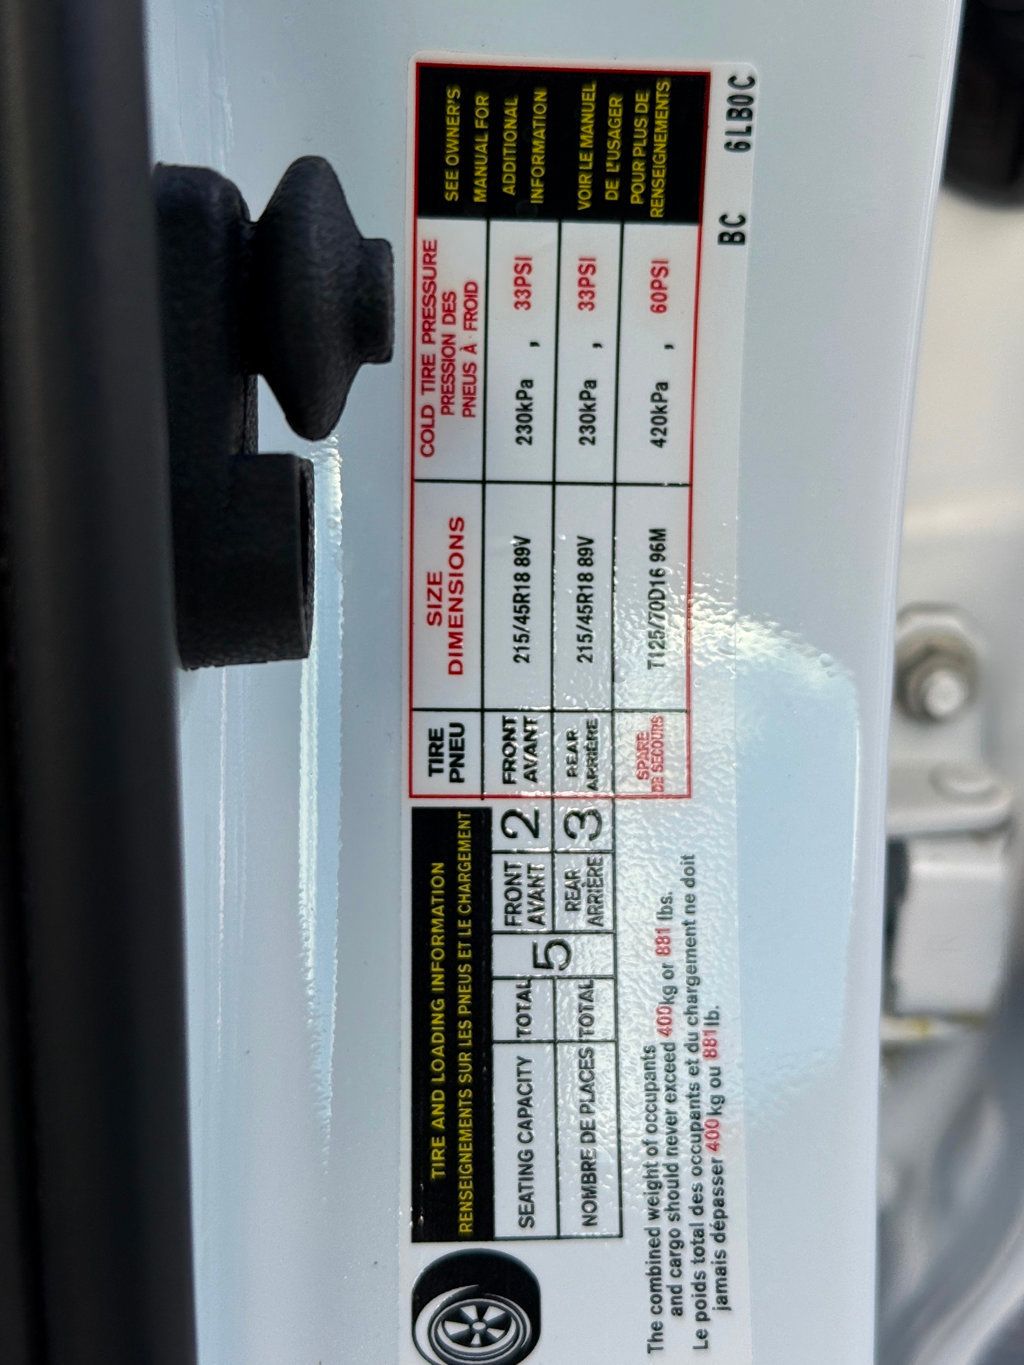 TIRE AND LOADING INFORMATION
RENSEIGNEMENTS SUR LES PNEUS ET LE CHARGEMENT
SEATING CAPACITY
NOMBRE DE PLACES
TOTAL
TOTAL
5
FRONT
AVANT
2
REAR
ARRIÈRE
3
The combined weight of occupants
and cargo should never exceed 400kg or 881 lbs.
Le poids total des occupants et du chargement ne doit
jamais dépasser 400 kg ou 881 lb.
TIRE
PNEU
SIZE
DIMENSIONS
COLD TIRE PRESSURE
PRESSION DES
PNEUS À FROID
FRONT
AVANT
215/45R18 89V
230kPa , 33PSI
REAR
ARRIÈRE
215/45R18 89V
230kPa , 33PSI
SPARE
DE SECOURS
T125/70D16 96M
420kPa , 60PSI
SEE OWNER'S
MANUAL FOR
ADDITIONAL
INFORMATION
VOIR LE MANUEL
DE L'USAGER
POUR PLUS DE
RENSEIGNEMENTS
BC 6LB0C